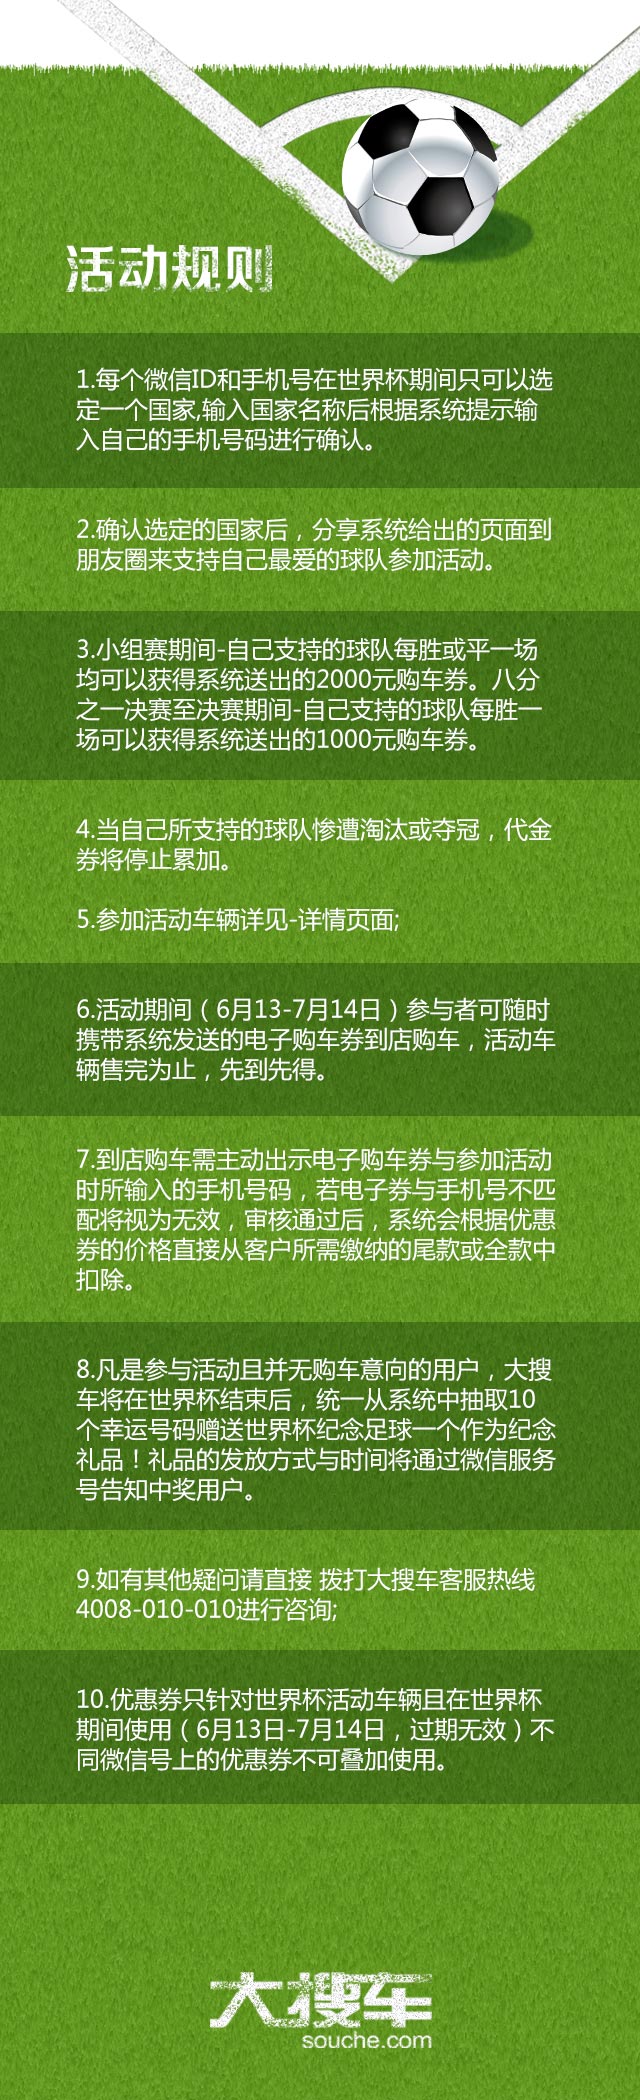 活动规则
1.每个微信ID和手机号在世界杯期间只可以选
定一个国家,输入国家名称后根据系统提示输
入自己的手机号码进行确认。
2.确认选定的国家后，分享系统给出的页面到
朋友圈来支持自己最爱的球队参加活动。
3.小组赛期间-自己支持的球队每胜或平一场
均可以获得系统送出的2000元购车券。八分
之一决赛至决赛期间-自己支持的球队每胜一
场可以获得系统送出的1000元购车券。
4.当自己所支持的球队惨遭淘汰或夺冠，代金
券将停止累加。
5.参加活动车辆详见-详情页面;
6.活动期间（6月13-7月14日）参与者可随时
携带系统发送的电子购车券到店购车，活动车
辆售完为止，先到先得。
7.到店购车需主动出示电子购车券与参加活动
时所输入的手机号码，若电子券与手机号不匹
配将视为无效，审核通过后，系统会根据优惠
券的价格直接从客户所需缴纳的尾款或全款中
扣除。
8.凡是参与活动且并无购车意向的用户，大搜
车将在世界杯结束后，统一从系统中抽取10
个幸运号码赠送世界杯纪念足球一个作为纪念
礼品！礼品的发放方式与时间将通过微信服务
号告知中奖用户。
9.如有其他疑问请直接 拨打大搜车客服热线
4008-010-010进行咨询;
10.优惠券只针对世界杯活动车辆且在世界杯
期间使用（6月13日-7月14日，过期无效）不
同微信号上的优惠券不可叠加使用。
大搜车
souche.com